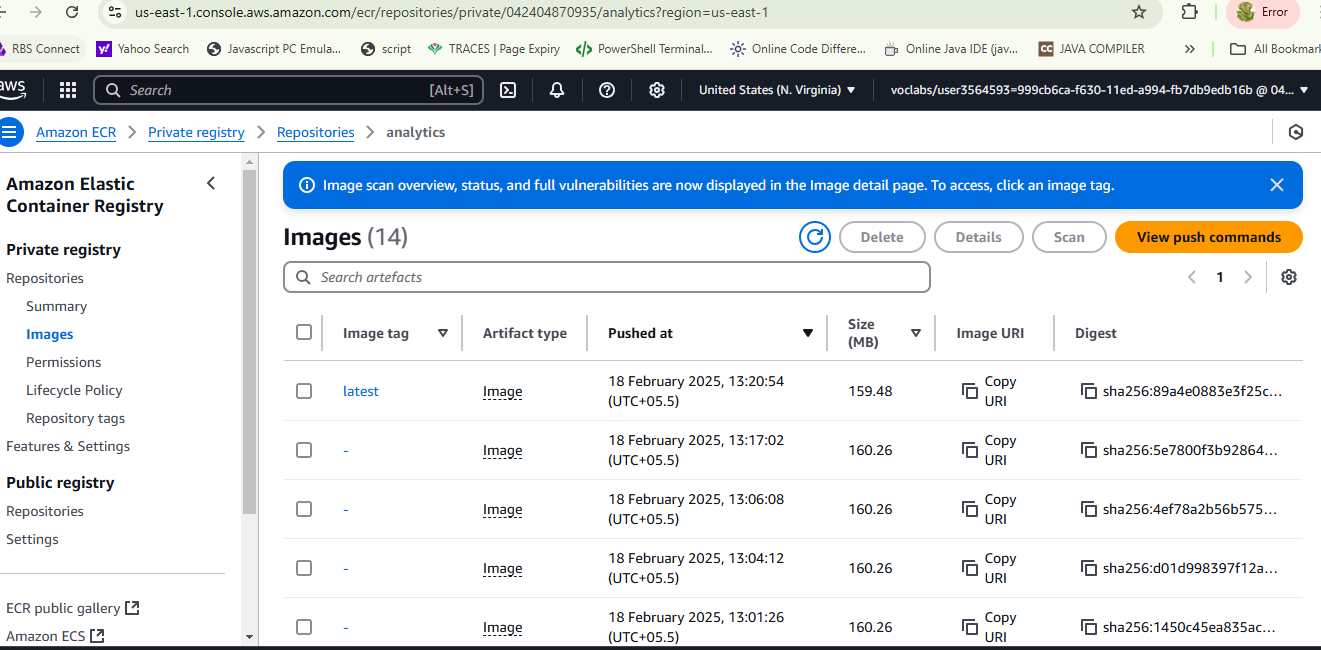 us-east-1.console.aws.amazon.com/ecr/repositories/private/042404870935/analytics?region=us-east-1
Error
RBS Connect
Yahoo Search
Javascript PC Emula...
script
TRACES | Page Expiry
PowerShell Terminal...
Online Code Differe...
Online Java IDE (jav...
CC JAVA COMPILER
»
All Bookmar
aws
Search
[Alt+S]
United States (N. Virginia)
voclabs/user3564593=999cb6ca-f630-11ed-a994-fb7db9edb16b @ 04...
Amazon ECR
Private registry
Repositories
analytics
Amazon Elastic
Container Registry
Private registry
Repositories
Summary
Images
Permissions
Lifecycle Policy
Repository tags
Features & Settings
Public registry
Repositories
Settings
ECR public gallery
Amazon ECS
Image scan overview, status, and full vulnerabilities are now displayed in the Image detail page. To access, click an image tag.
Images (14)
Delete
Details
Scan
View push commands
Search artefacts
1
Image tag
Artifact type
Pushed at
Size
(MB)
Image URI
Digest
latest
Image
18 February 2025, 13:20:54
(UTC+05.5)
159.48
Copy
URI
sha256:89a4e0883e3f25c...
-
Image
18 February 2025, 13:17:02
(UTC+05.5)
160.26
Copy
URI
sha256:5e7800f3b92864...
-
Image
18 February 2025, 13:06:08
(UTC+05.5)
160.26
Copy
URI
sha256:4ef78a2b56b575...
-
Image
18 February 2025, 13:04:12
(UTC+05.5)
160.26
Copy
URI
sha256:d01d998397f12a...
-
Image
18 February 2025, 13:01:26
(UTC+05.5)
160.26
Copy
URI
sha256:1450c45ea835ac...